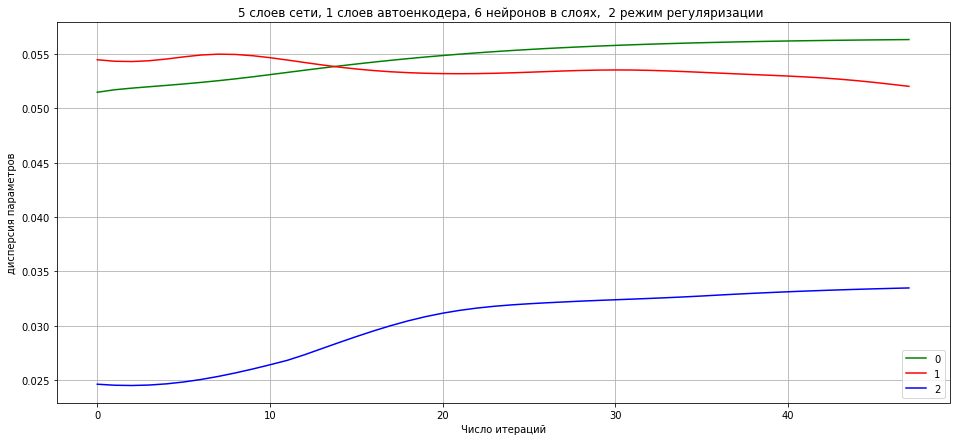 5 слоев сети, 1 слоев автоенкодера, 6 нейронов в слоях,  2 режим регуляризации
дисперсия параметров
0.055
0.050
0.045
0.040
0.035
0.030
0.025
0
1
2
0 10 20 30 40
Число итераций